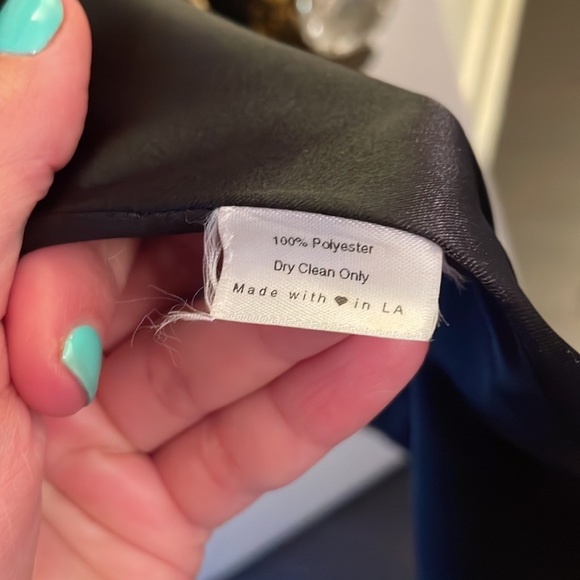 100% Polyester
Dry Clean Only
Made with ♥ in LA